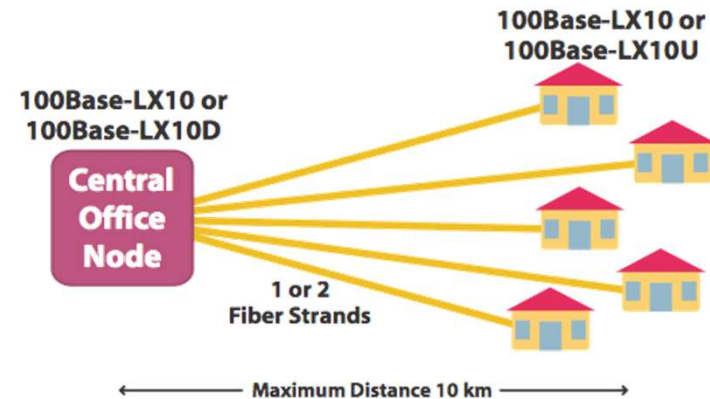 100Base-LX10 or
100Base-LX10U
100Base-LX10 or
100Base-LX10D
Central
Office
Node
1 or 2
Fiber Strands
Maximum Distance 10 km